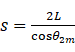 s = 2L / cosθ₂ₘ